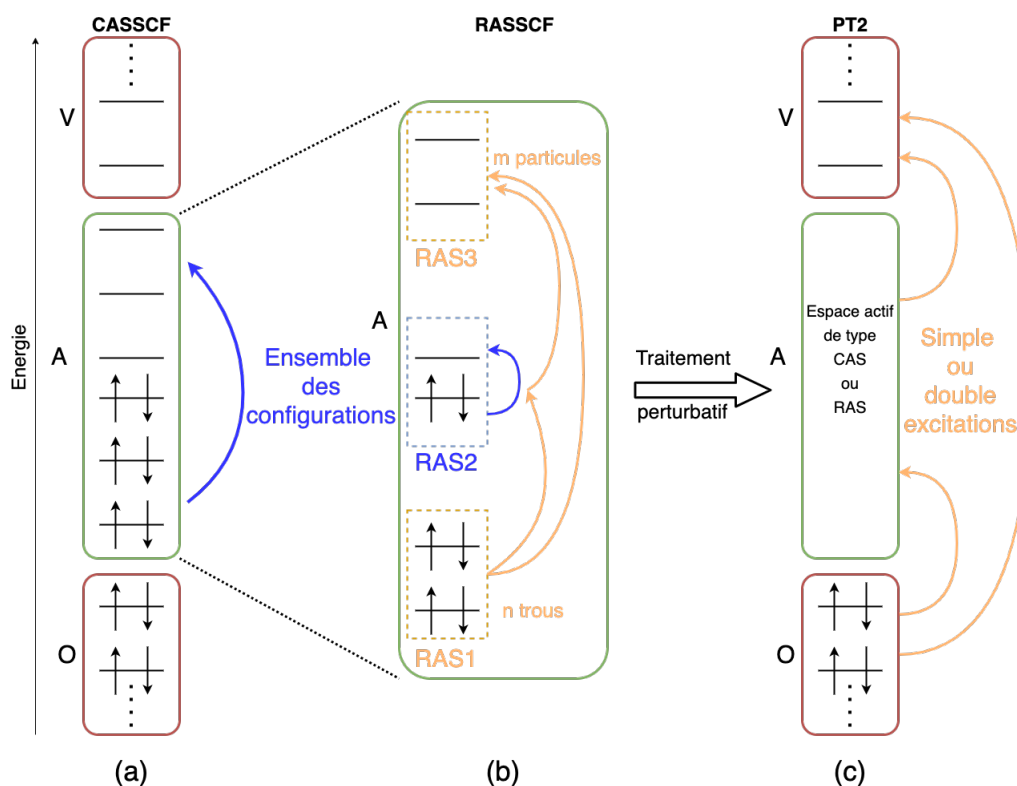 CASSCF
RASSCF
PT2
Energie
V
A
O
Ensemble
des
configurations
A
m particules
RAS3
RAS2
n trous
RAS1
Traitement
perturbatif
V
A
O
Espace actif
de type
CAS
ou
RAS
Simple
ou
double
excitations
(a)
(b)
(c)